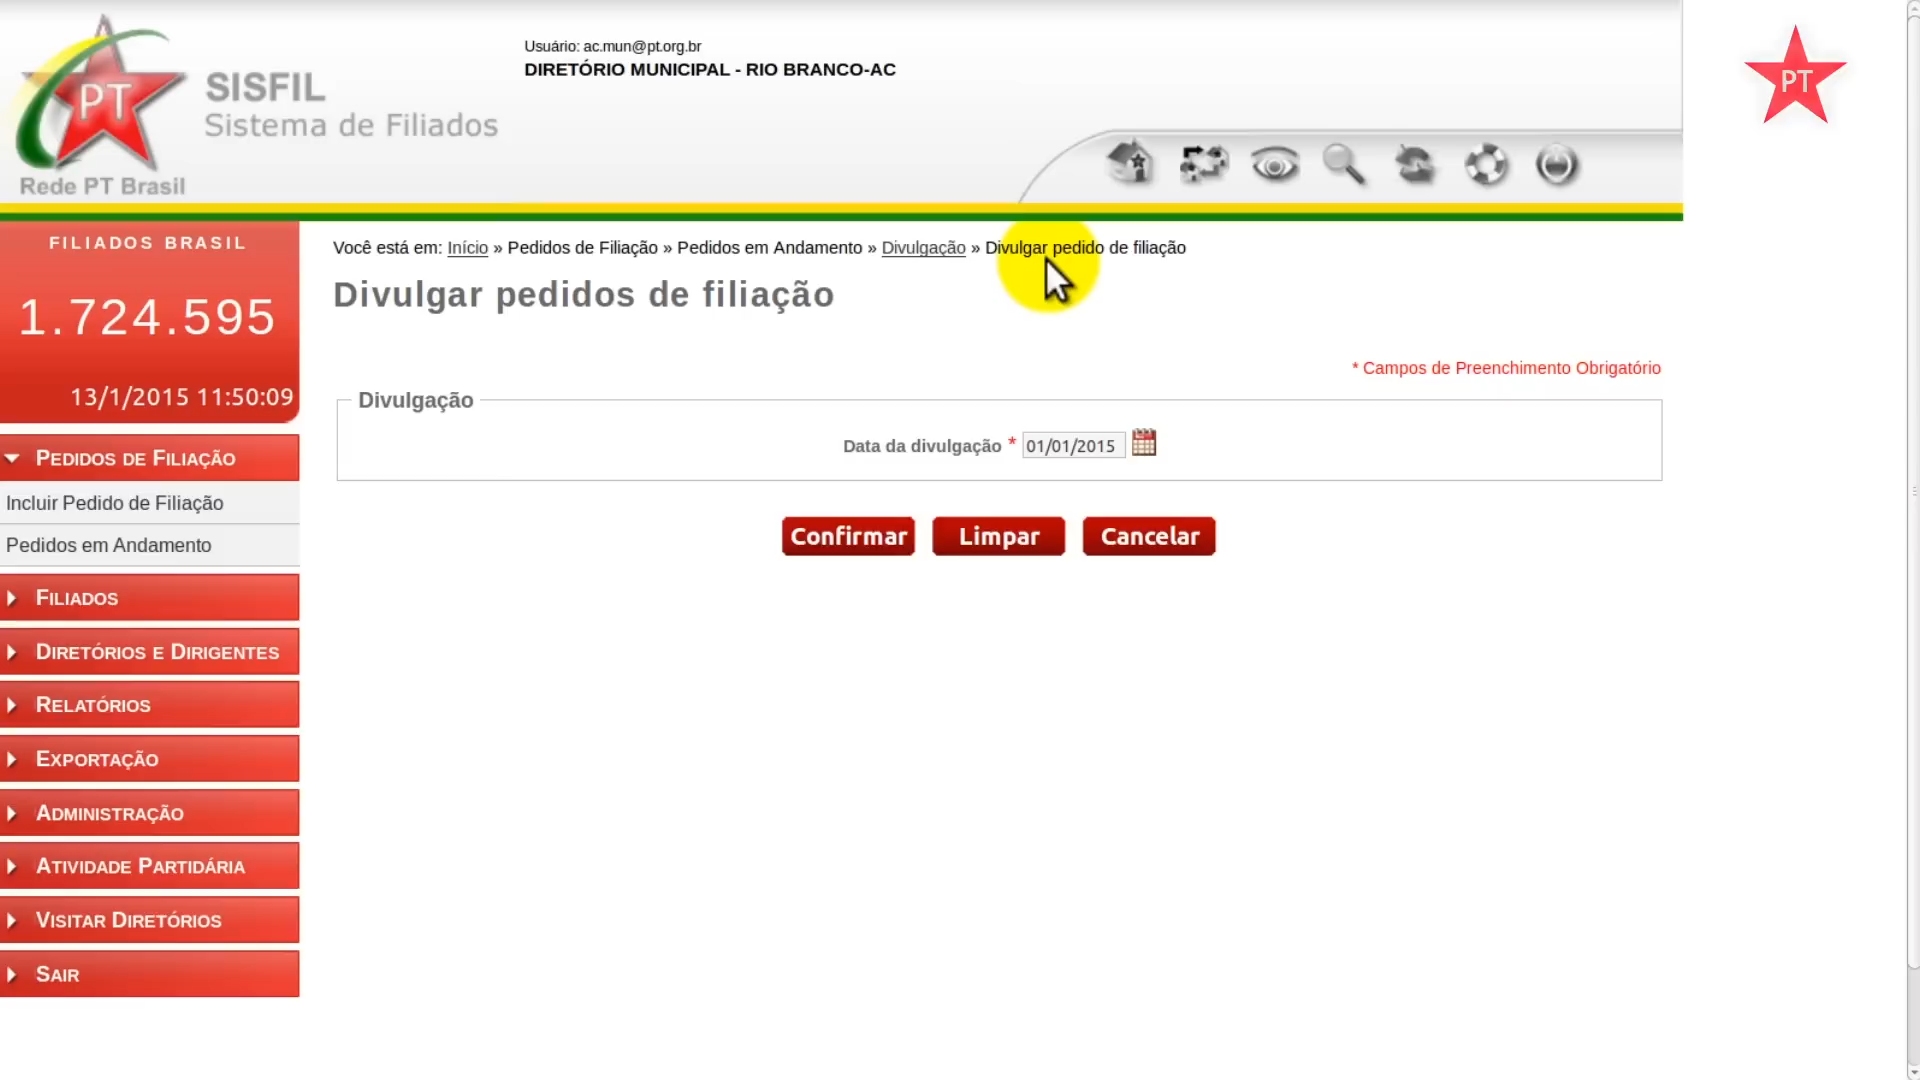 PT
SISFIL
Sistema de Filiados
Rede PT Brasil
Usuário: ac.mun@pt.org.br
DIRETÓRIO MUNICIPAL - RIO BRANCO-AC
PT
FILIADOS BRASIL
1.724.595
13/1/2015 11:50:09
PEDIDOS DE FILIAÇÃO
Incluir Pedido de Filiação
Pedidos em Andamento
FILIADOS
DIRETÓRIOS E DIRIGENTES
RELATÓRIOS
EXPORTAÇÃO
ADMINISTRAÇÃO
ATIVIDADE PARTIDÁRIA
VISITAR DIRETÓRIOS
SAIR
Você está em: Início » Pedidos de Filiação » Pedidos em Andamento » Divulgação » Divulgar pedido de filiação
Divulgar pedidos de filiação
* Campos de Preenchimento Obrigatório
Divulgação
Data da divulgação * 01/01/2015
Confirmar Limpar Cancelar